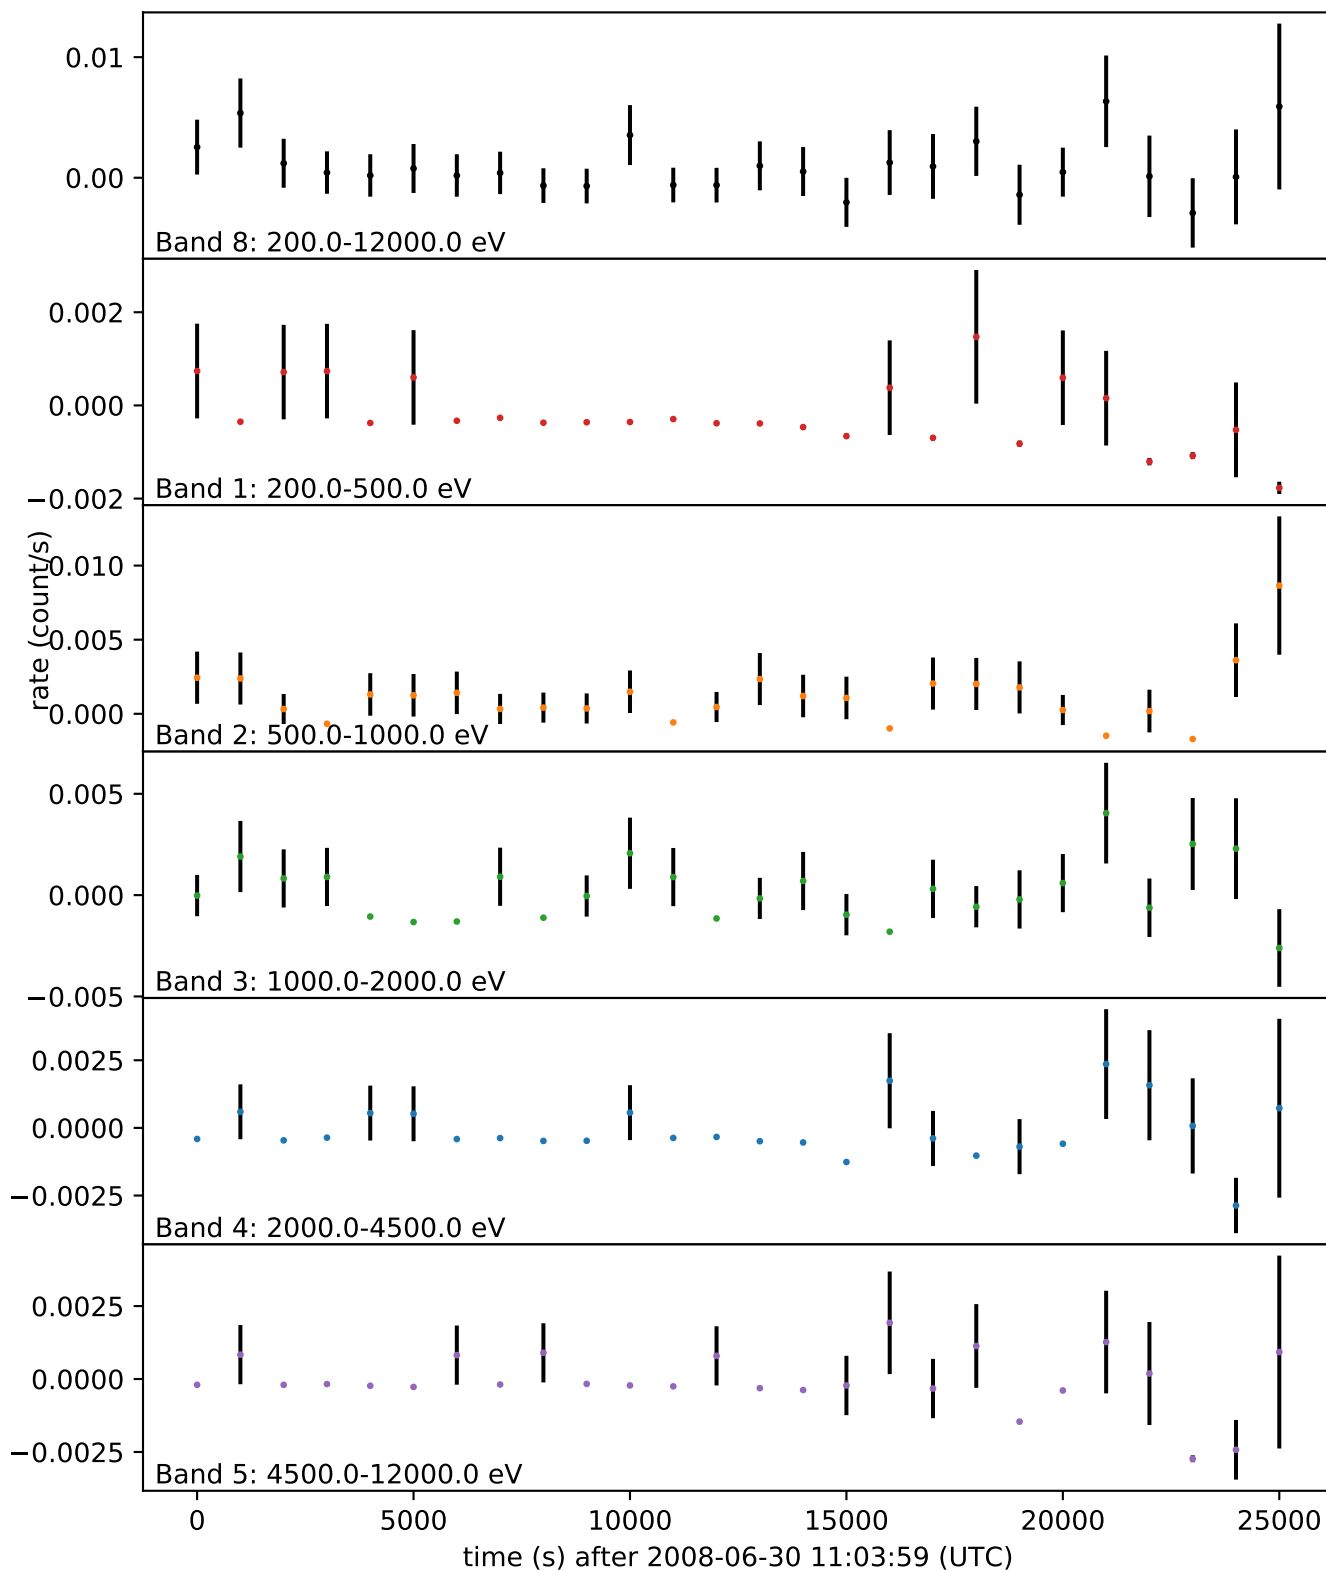 0.01
0.00
Band 8: 200.0-12000.0 eV
0.002
0.000
−0.002
Band 1: 200.0-500.0 eV
rate (count/s)
0.010
0.005
0.000
Band 2: 500.0-1000.0 eV
0.005
0.000
−0.005
Band 3: 1000.0-2000.0 eV
0.0025
0.0000
−0.0025
Band 4: 2000.0-4500.0 eV
0.0025
0.0000
−0.0025
Band 5: 4500.0-12000.0 eV
0 5000 10000 15000 20000 25000
time (s) after 2008-06-30 11:03:59 (UTC)